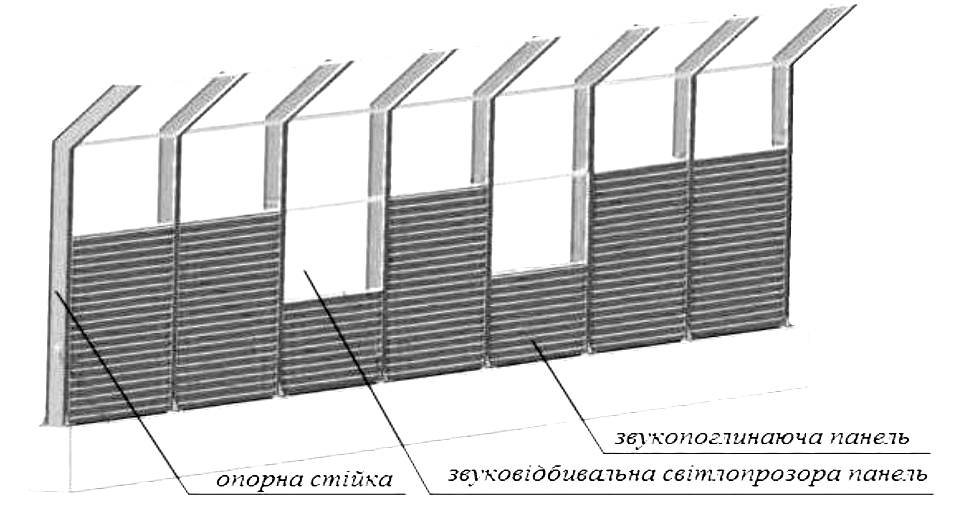 звукопоглинаюча панель
звуковідбивальна світлопрозора панель
опорна стійка